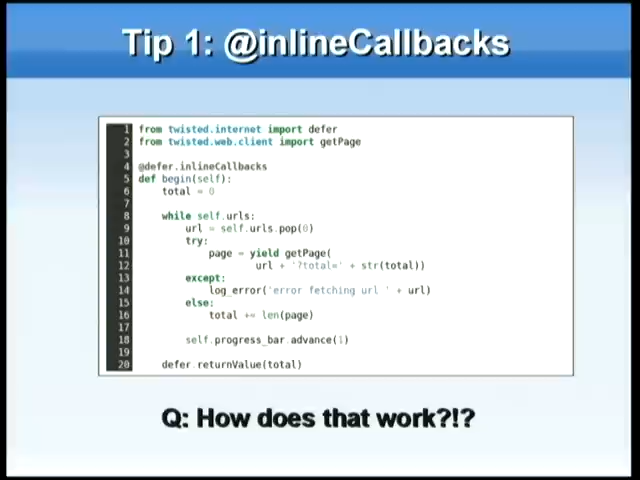 Tip 1: @inlineCallbacks
1 from twisted.internet import defer
2 from twisted.web.client import getPage
3
4 @defer.inlineCallbacks
5 def begin(self):
6     total = 0
7
8     while self.urls:
9         url = self.urls.pop(0)
10         try:
11             page = yield getPage(
12                     url + '?total=' + str(total))
13         except:
14             log_error('error fetching url ' + url)
15         else:
16             total += len(page)
17
18         self.progress_bar.advance(1)
19
20     defer.returnValue(total)
Q: How does that work?!?